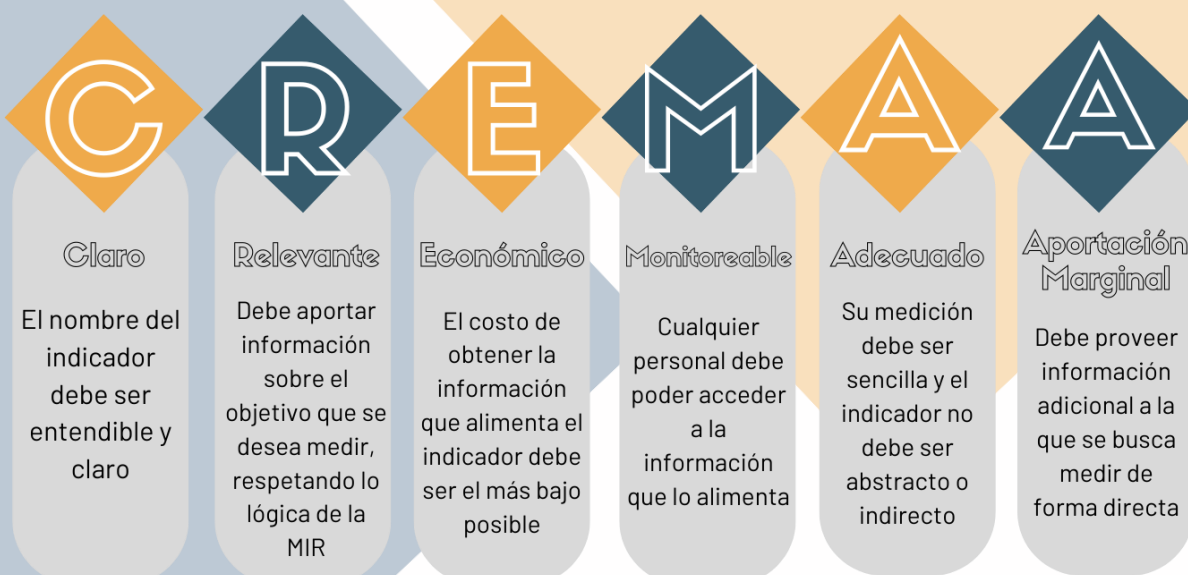 C
Claro
El nombre del
indicador
debe ser
entendible y
claro
R
Relevante
Debe aportar
información
sobre el
objetivo que se
desea medir,
respetando lo
lógica de la
MIR
E
Económico
El costo de
obtener la
información
que alimenta el
indicador debe
ser el más bajo
posible
M
Monitoreable
Cualquier
personal debe
poder acceder
a la
información
que lo alimenta
A
Adecuado
Su medición
debe ser
sencilla y el
indicador no
debe ser
abstracto o
indirecto
A
Aportación
Marginal
Debe proveer
información
adicional a la
que se busca
medir de
forma directa